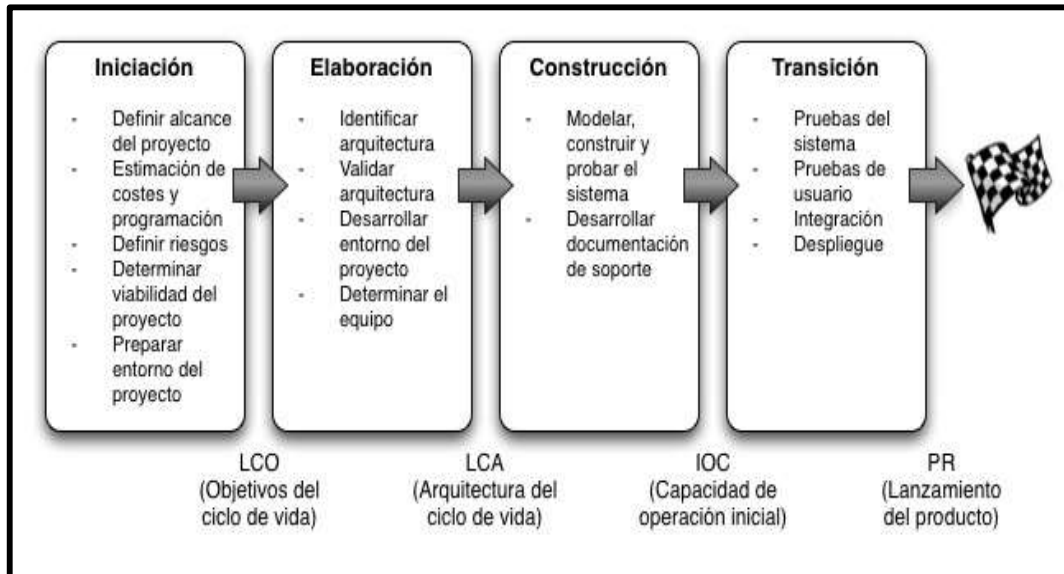 Iniciación
- Definir alcance
del proyecto
- Estimación de
costes y
programación
- Definir riesgos
- Determinar
viabilidad del
proyecto
- Preparar
entorno del
proyecto
Elaboración
- Identificar
arquitectura
- Validar
arquitectura
- Desarrollar
entorno del
proyecto
- Determinar el
equipo
Construcción
- Modelar,
construir y
probar el
sistema
- Desarrollar
documentación
de soporte
Transición
- Pruebas del
sistema
- Pruebas de
usuario
- Integración
- Despliegue
LCO
(Objetivos del
ciclo de vida)
LCA
(Arquitectura del
ciclo de vida)
IOC
(Capacidad de
operación inicial)
PR
(Lanzamiento
del producto)